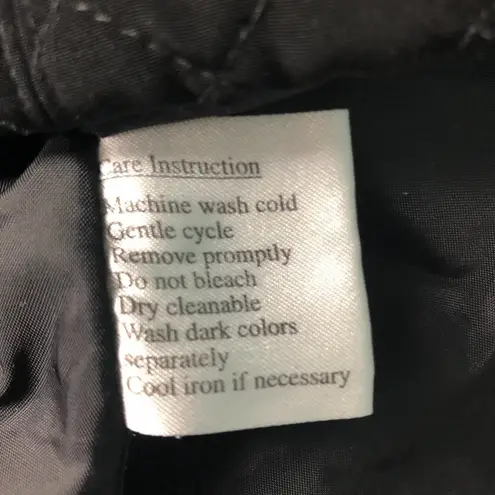 Care Instruction
Machine wash cold
Gentle cycle
Remove promptly
Do not bleach
Dry cleanable
Wash dark colors
separately
Cool iron if necessary